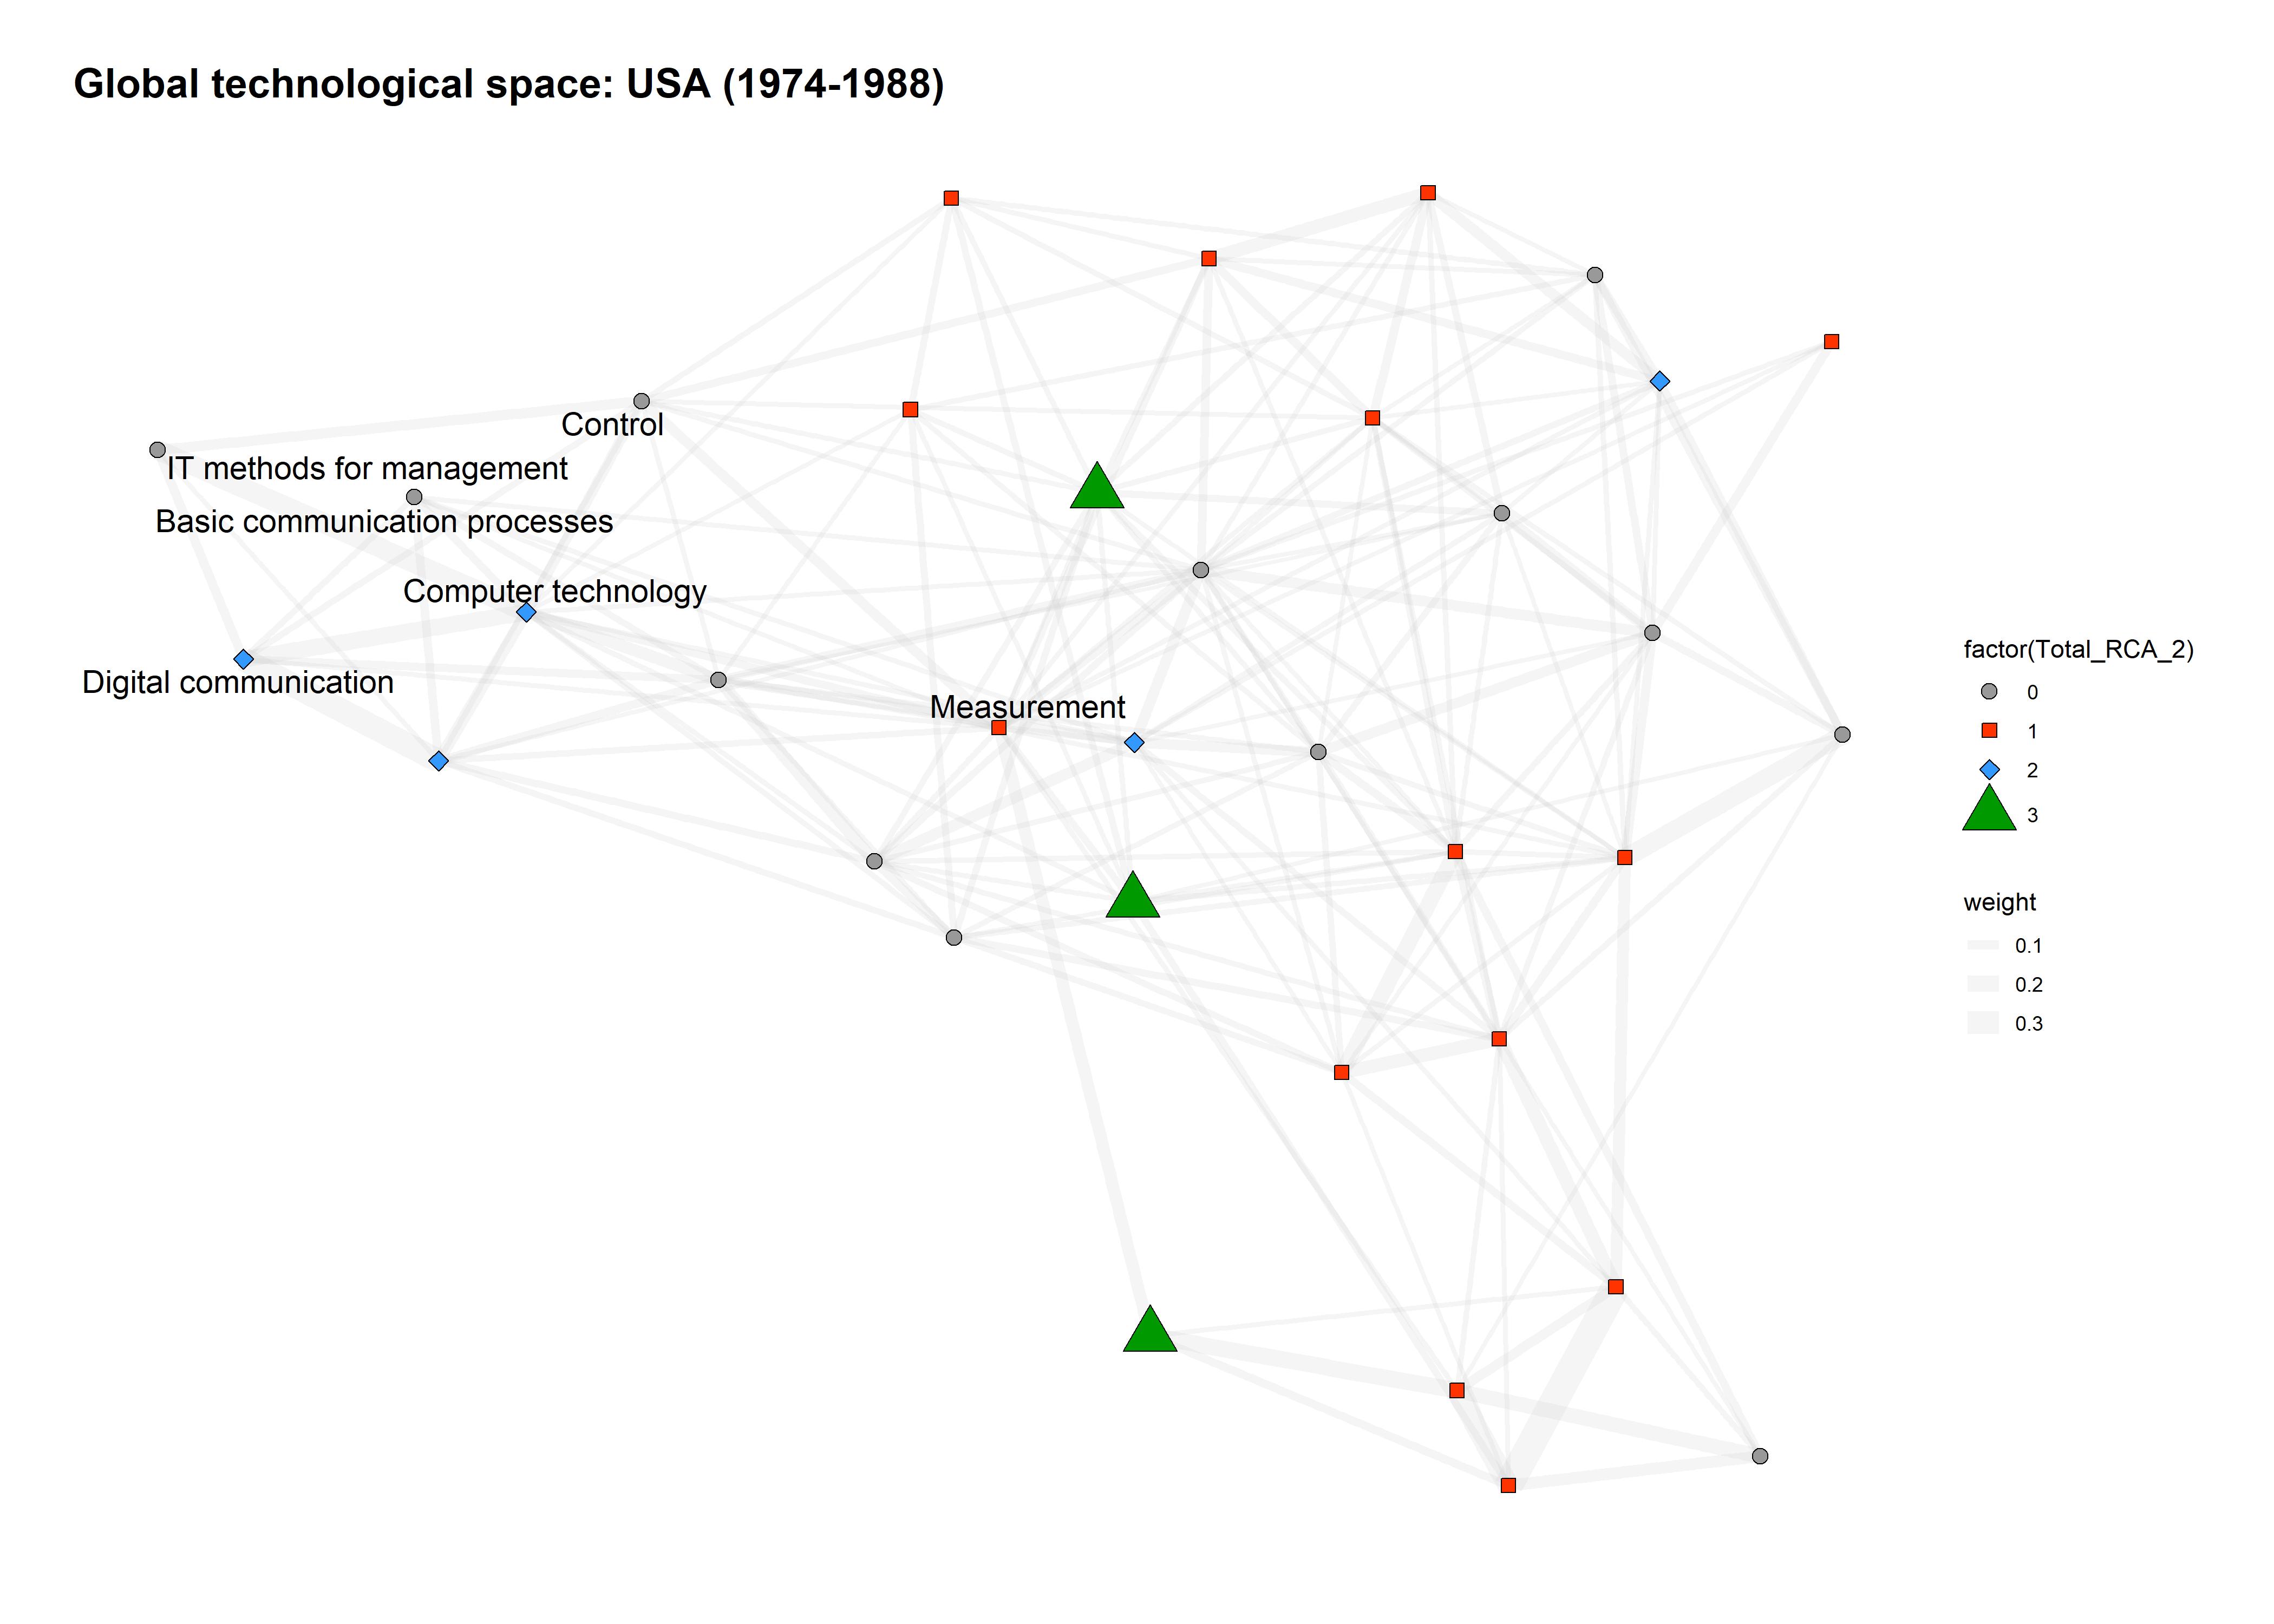 Global technological space: USA (1974-1988)
Control
IT methods for management
Basic communication processes
Computer technology
Digital communication
Measurement
factor(Total_RCA_2)
0
1
2
3
weight
0.1
0.2
0.3